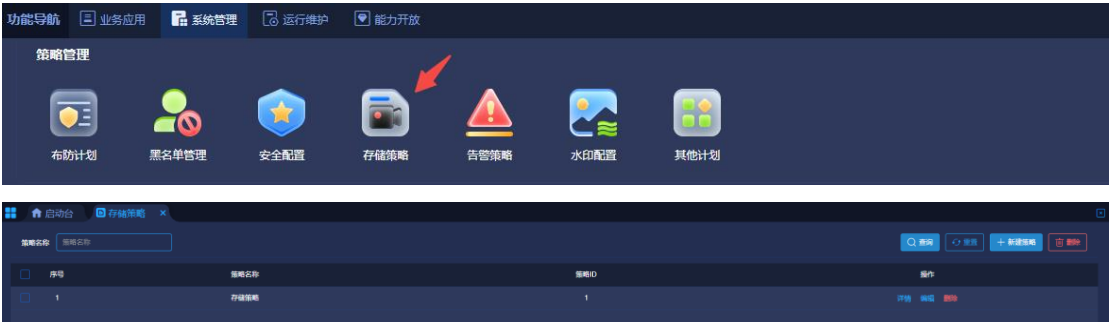 功能导航 业务应用 系统管理 运行维护 能力开放
策略管理
布防计划 黑名单管理 安全配置 存储策略 告警策略 水印配置 其他计划
启动台 存储策略 ×
策略名称 策略名称 查询 重置 + 新建策略 删除
序号 策略名称 策略ID 操作
1 存储策略 1 详情 编辑 删除